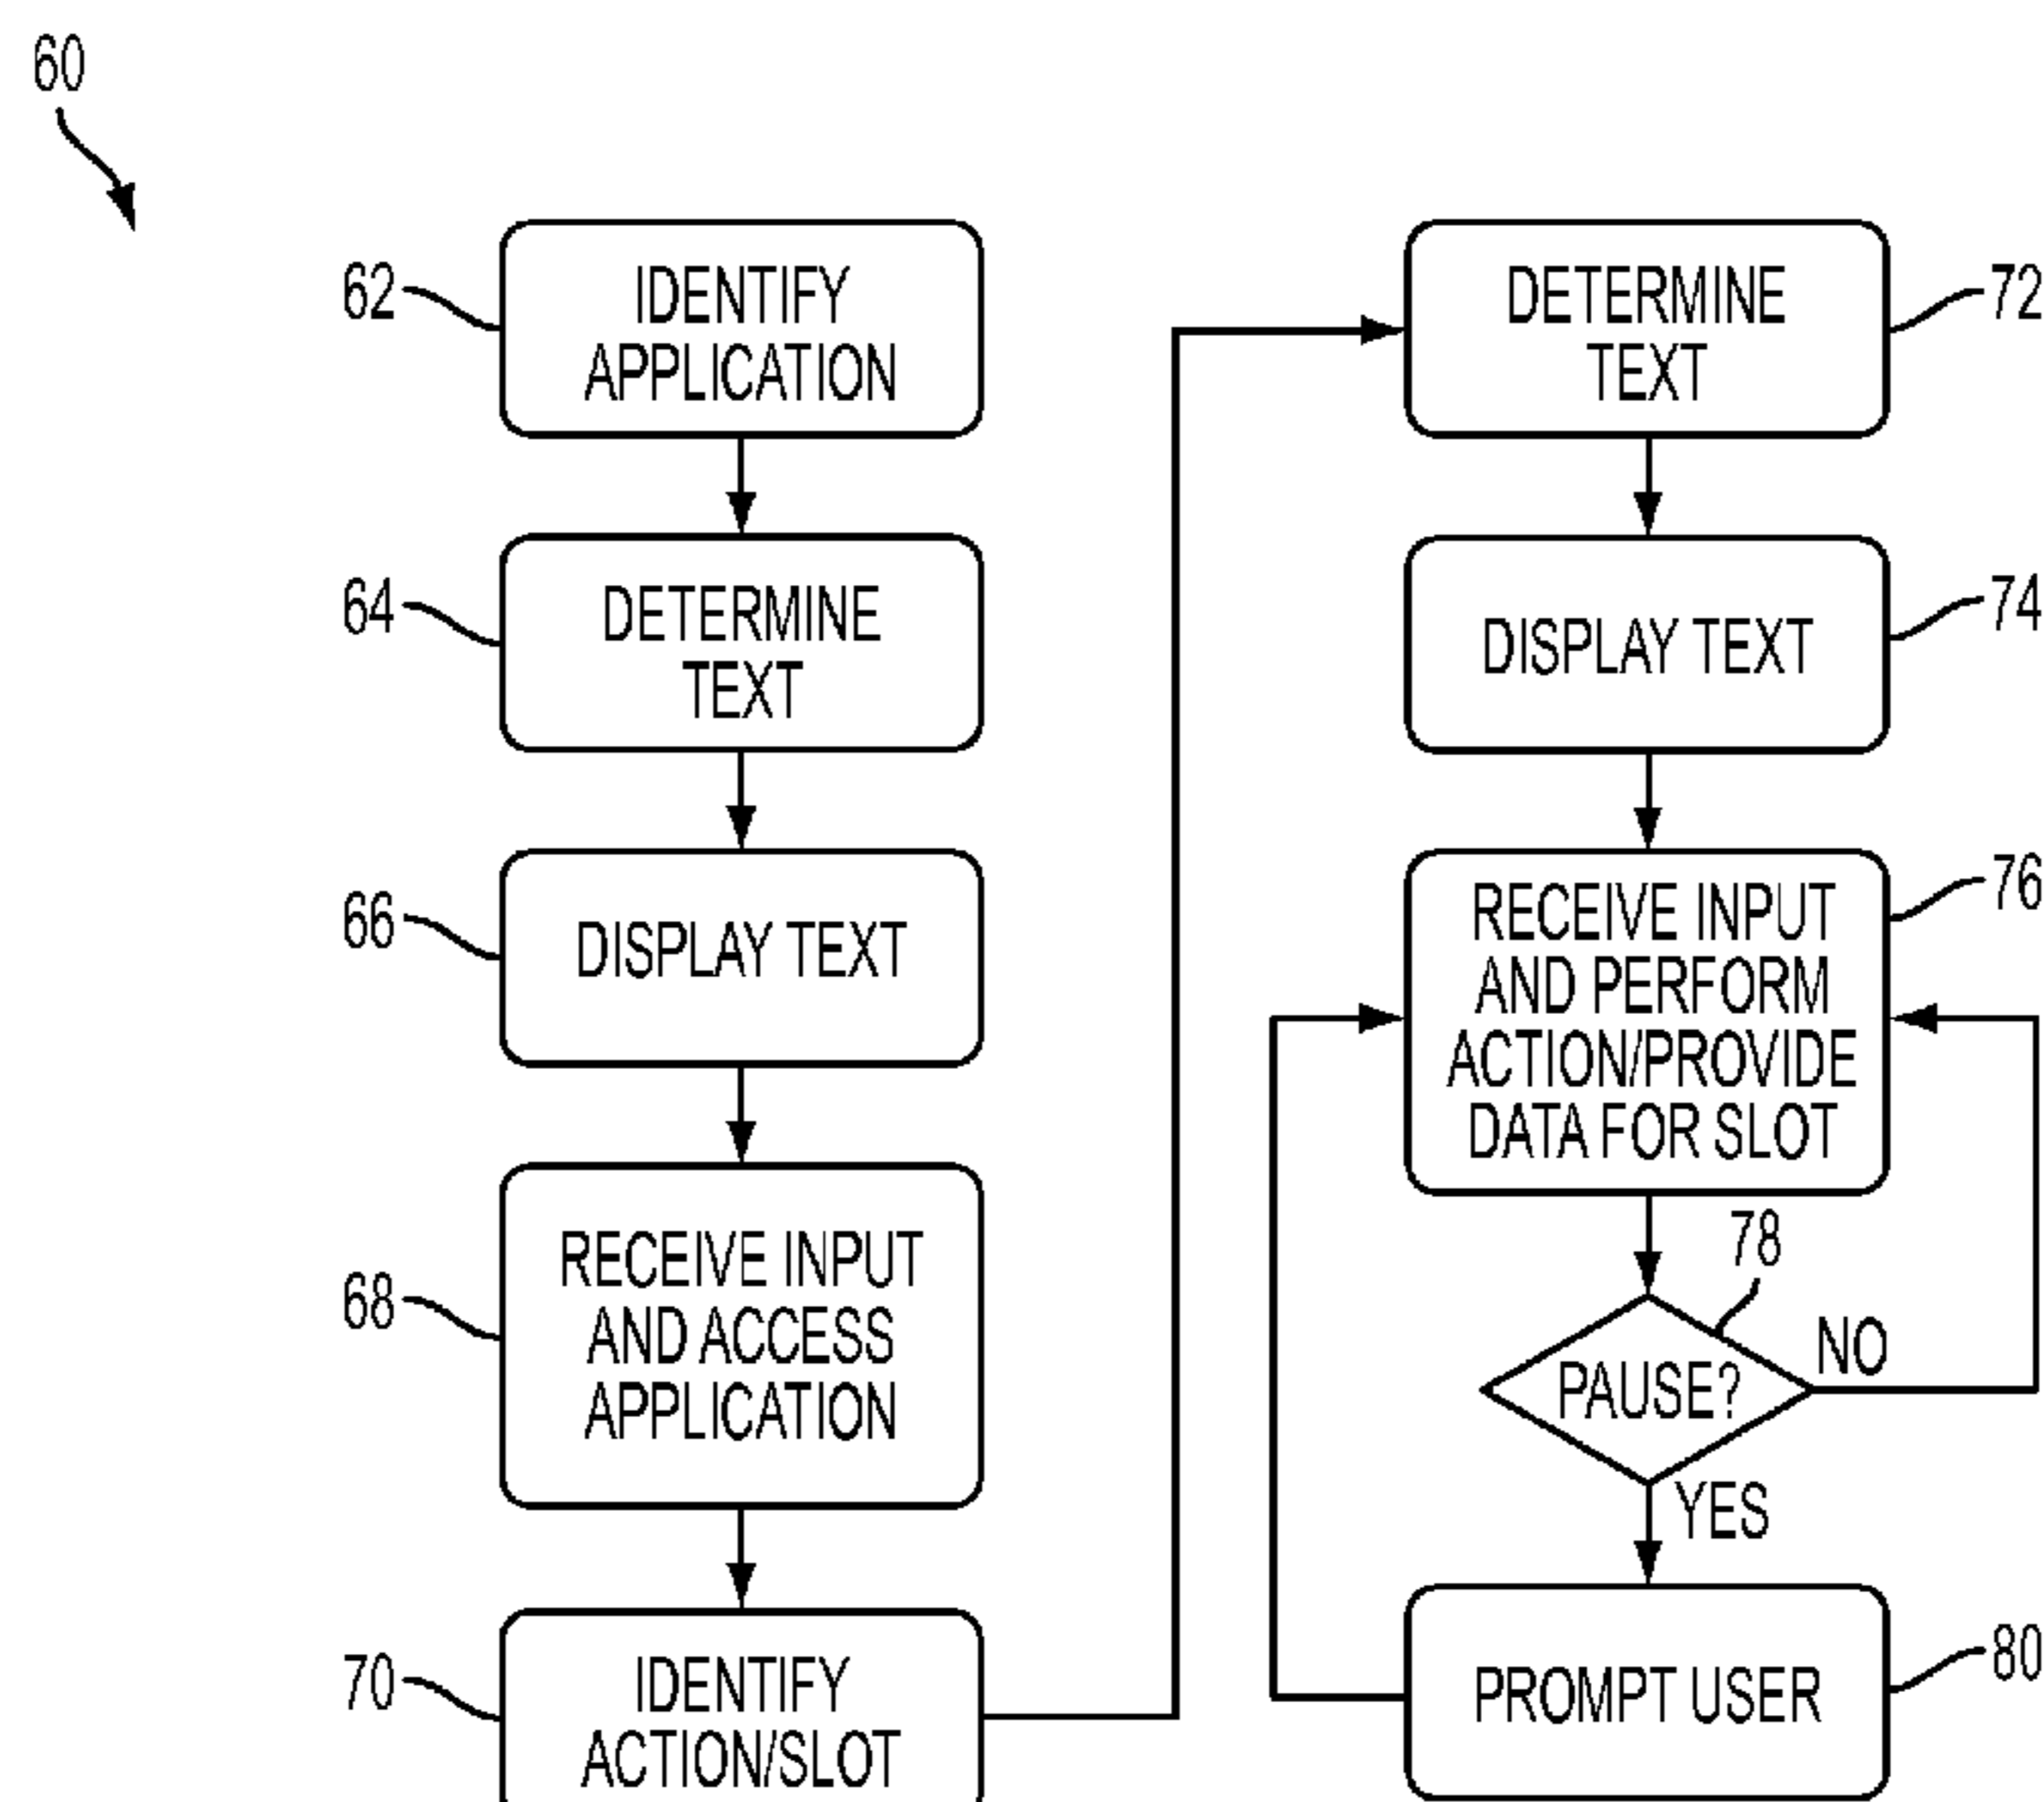 60
62
IDENTIFY
APPLICATION
64
DETERMINE
TEXT
66
DISPLAY TEXT
68
RECEIVE INPUT
AND ACCESS
APPLICATION
70
IDENTIFY
ACTION/SLOT
72
DETERMINE
TEXT
74
DISPLAY TEXT
76
RECEIVE INPUT
AND PERFORM
ACTION/PROVIDE
DATA FOR SLOT
78
PAUSE?
NO
YES
80
PROMPT USER